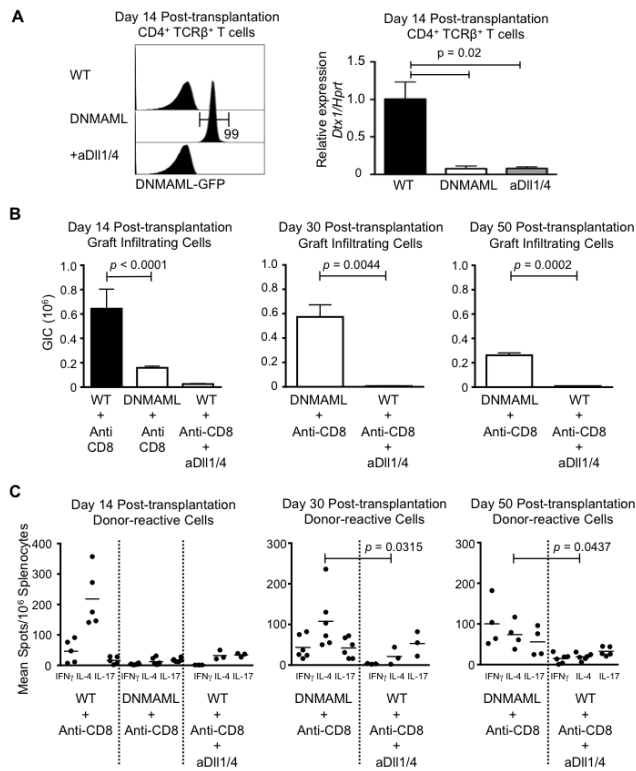 A
Day 14 Post-transplantation
CD4⁺ TCRβ⁺ T cells
WT
DNMAML
99
+aDll1/4
DNMAML-GFP
Day 14 Post-transplantation
CD4⁺ TCRβ⁺ T cells
p = 0.02
Relative expression
Dtx1/Hprt
1.5
1.0
0.5
0.0
WT DNMAML aDll1/4
B
Day 14 Post-transplantation
Graft Infiltrating Cells
p < 0.0001
GIC (10⁶)
1.0
0.8
0.6
0.4
0.2
0
WT DNMAML WT
+ + +
Anti Anti Anti-CD8
CD8 CD8 +
aDll1/4
Day 30 Post-transplantation
Graft Infiltrating Cells
p = 0.0044
1.0
0.8
0.6
0.4
0.2
0
DNMAML WT
+ +
Anti-CD8 Anti-CD8
+
aDll1/4
Day 50 Post-transplantation
Graft Infiltrating Cells
p = 0.0002
1.0
0.8
0.6
0.4
0.2
0
DNMAML WT
+ +
Anti-CD8 Anti-CD8
+
aDll1/4
C
Day 14 Post-transplantation
Donor-reactive Cells
Mean Spots/10⁶ Splenocytes
400
300
200
100
0
IFNγ IL-4 IL-17 IFNγ IL-4 IL-17 IFNγ IL-4 IL-17
WT DNMAML WT
+ + +
Anti-CD8 Anti-CD8 Anti-CD8
+
aDll1/4
Day 30 Post-transplantation
Donor-reactive Cells
p = 0.0315
300
200
100
0
IFNγ IL-4 IL-17 IFNγ IL-4 IL-17
DNMAML WT
+ +
Anti-CD8 Anti-CD8
+
aDll1/4
Day 50 Post-transplantation
Donor-reactive Cells
p = 0.0437
300
200
100
0
IFNγ IL-4 IL-17 IFNγ IL-4 IL-17
DNMAML WT
+ +
Anti-CD8 Anti-CD8
+
aDll1/4